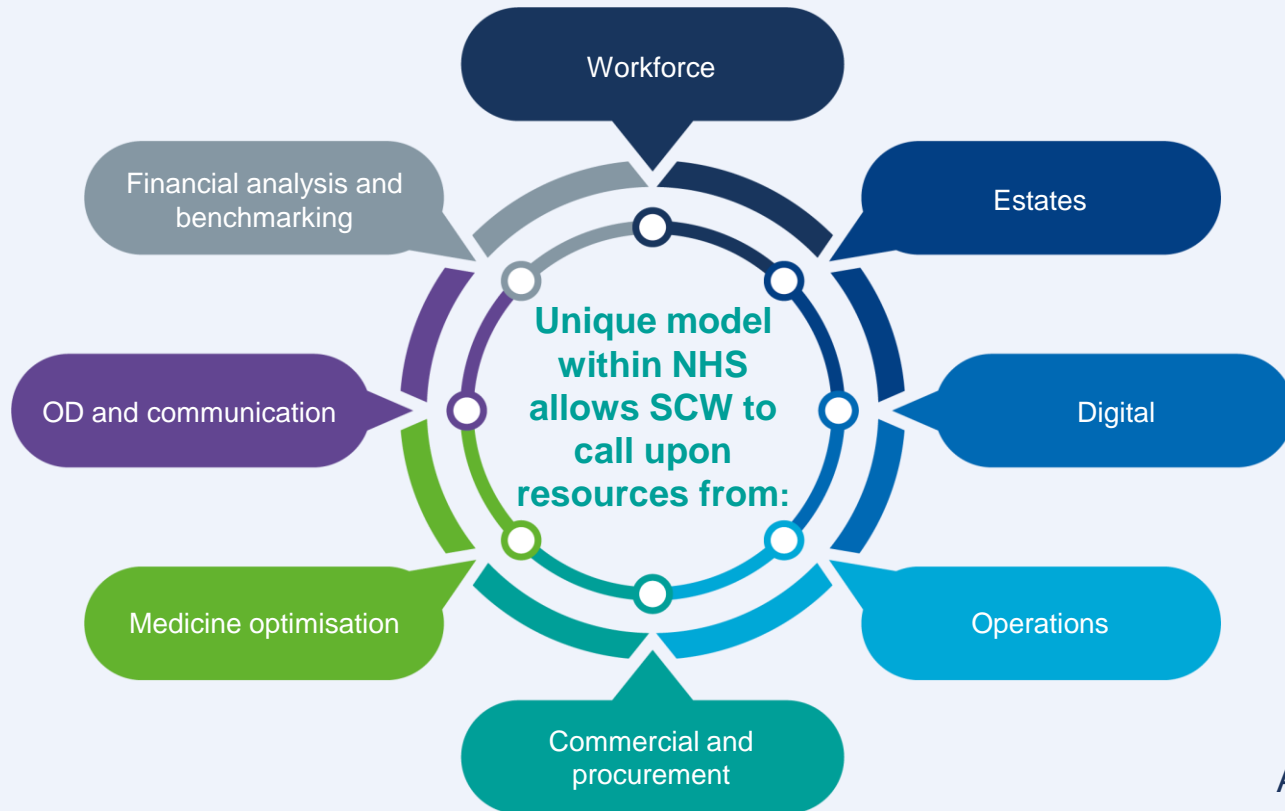 Workforce
Financial analysis and
benchmarking
Estates
Unique model
within NHS
allows SCW to
call upon
resources from:
OD and communication
Digital
Medicine optimisation
Operations
Commercial and
procurement